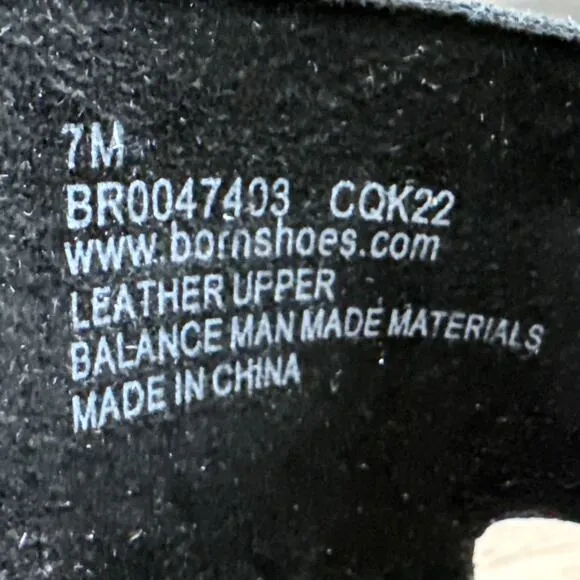 7M
BR0047403 CQK22
www.bornshoes.com
LEATHER UPPER
BALANCE MAN MADE MATERIALS
MADE IN CHINA